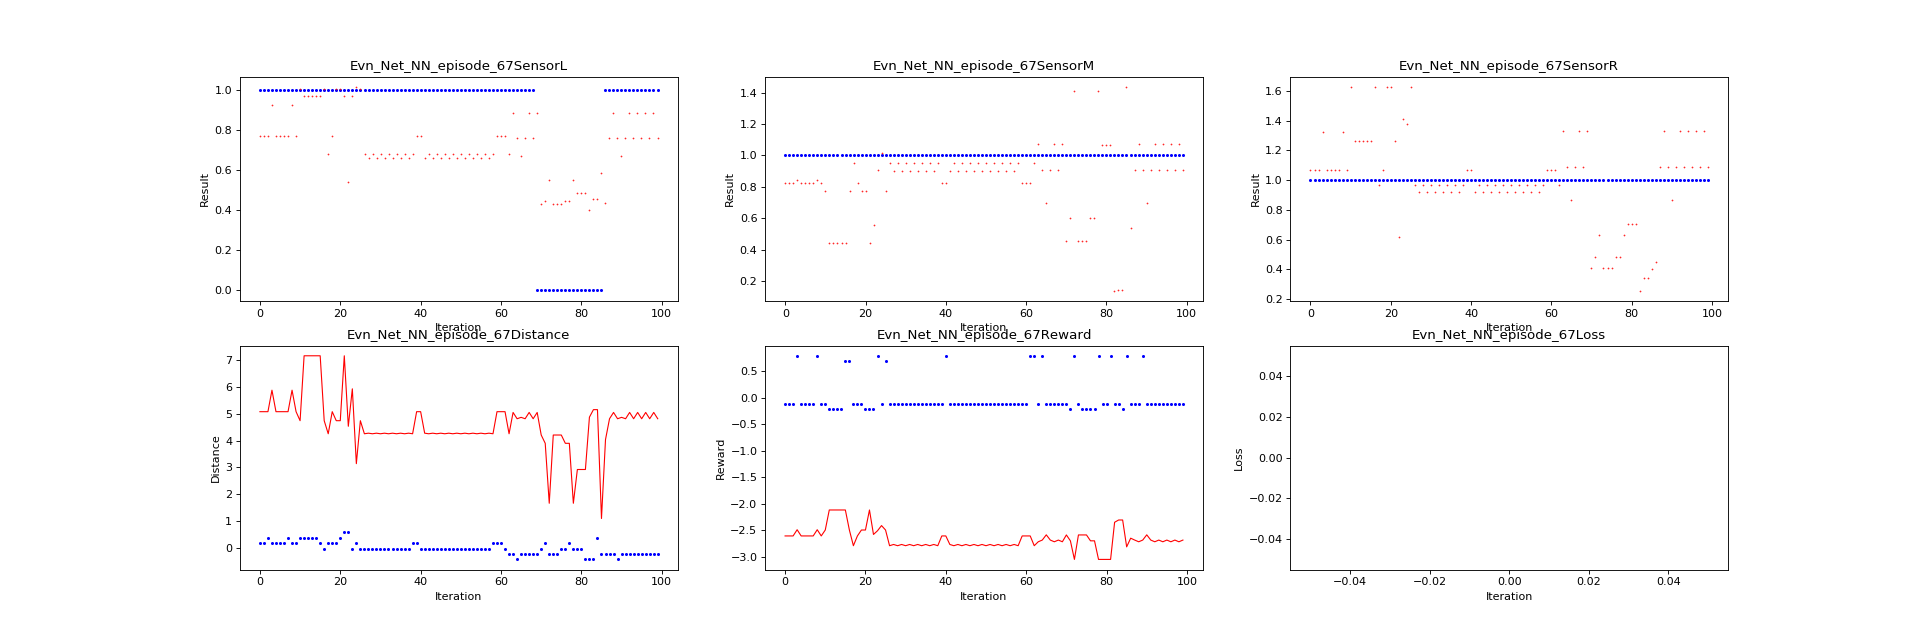 Evn_Net_NN_episode_67SensorL
1.0
0.8
0.6
0.4
0.2
0.0
Result
0 20 40 60 80 100
Iteration
Evn_Net_NN_episode_67SensorM
1.4
1.2
1.0
0.8
0.6
0.4
0.2
Result
0 20 40 60 80 100
Iteration
Evn_Net_NN_episode_67SensorR
1.6
1.4
1.2
1.0
0.8
0.6
0.4
0.2
Result
0 20 40 60 80 100
Iteration
Evn_Net_NN_episode_67Distance
7
6
5
4
3
2
1
0
Distance
0 20 40 60 80 100
Iteration
Evn_Net_NN_episode_67Reward
0.5
0.0
−0.5
−1.0
−1.5
−2.0
−2.5
−3.0
Reward
0 20 40 60 80 100
Iteration
Evn_Net_NN_episode_67Loss
0.04
0.02
0.00
−0.02
−0.04
Loss
−0.04 −0.02 0.00 0.02 0.04
Iteration